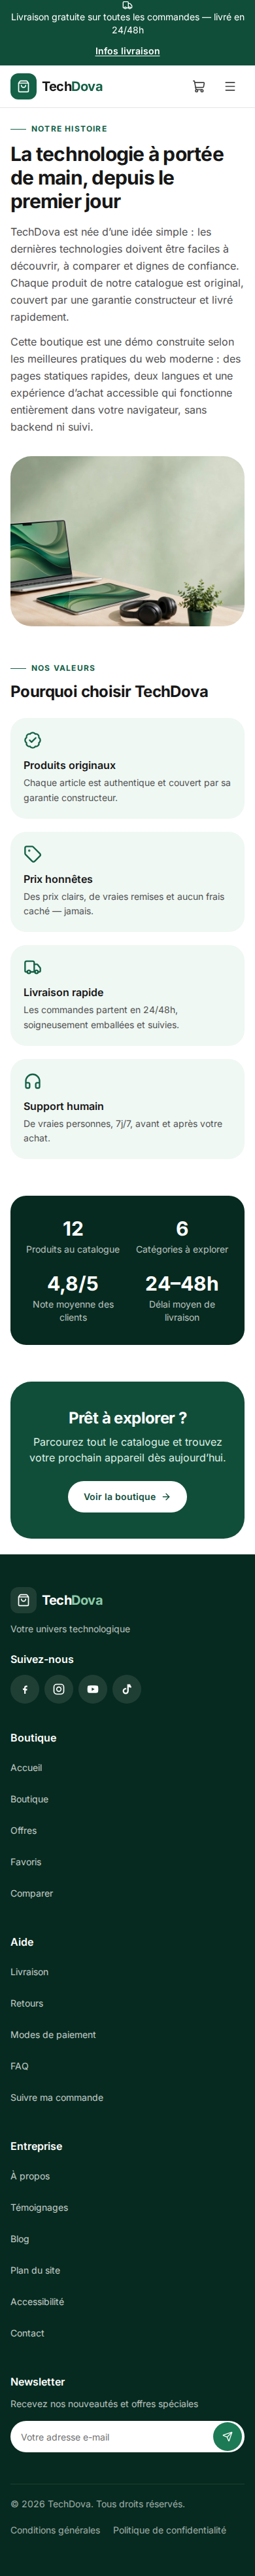 Livraison gratuite sur toutes les commandes — livré en
24/48h
Infos livraison
TechDova
NOTRE HISTOIRE
La technologie à portée
de main, depuis le
premier jour
TechDova est née d’une idée simple : les
dernières technologies doivent être faciles à
découvrir, à comparer et dignes de confiance.
Chaque produit de notre catalogue est original,
couvert par une garantie constructeur et livré
rapidement.
Cette boutique est une démo construite selon
les meilleures pratiques du web moderne : des
pages statiques rapides, deux langues et une
expérience d’achat accessible qui fonctionne
entièrement dans votre navigateur, sans
backend ni suivi.
NOS VALEURS
Pourquoi choisir TechDova
Produits originaux
Chaque article est authentique et couvert par sa
garantie constructeur.
Prix honnêtes
Des prix clairs, de vraies remises et aucun frais
caché — jamais.
Livraison rapide
Les commandes partent en 24/48h,
soigneusement emballées et suivies.
Support humain
De vraies personnes, 7j/7, avant et après votre
achat.
12
Produits au catalogue
6
Catégories à explorer
4,8/5
Note moyenne des
clients
24–48h
Délai moyen de
livraison
Prêt à explorer ?
Parcourez tout le catalogue et trouvez
votre prochain appareil dès aujourd’hui.
Voir la boutique
TechDova
Votre univers technologique
Suivez-nous
Boutique
Accueil
Boutique
Offres
Favoris
Comparer
Aide
Livraison
Retours
Modes de paiement
FAQ
Suivre ma commande
Entreprise
À propos
Témoignages
Blog
Plan du site
Accessibilité
Contact
Newsletter
Recevez nos nouveautés et offres spéciales
Votre adresse e-mail
© 2026 TechDova. Tous droits réservés.
Conditions générales Politique de confidentialité